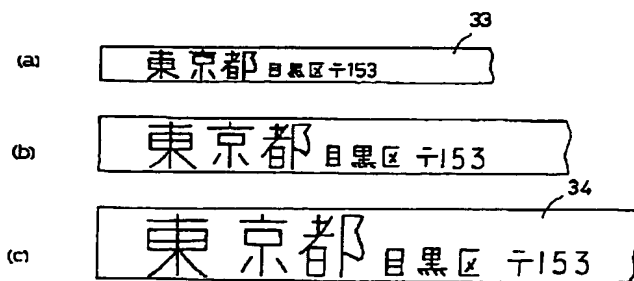 33
(a) 東京都 目黒区 〒153
(b) 東京都 目黒区 〒153
34
(c) 東京都 目黒区 〒153